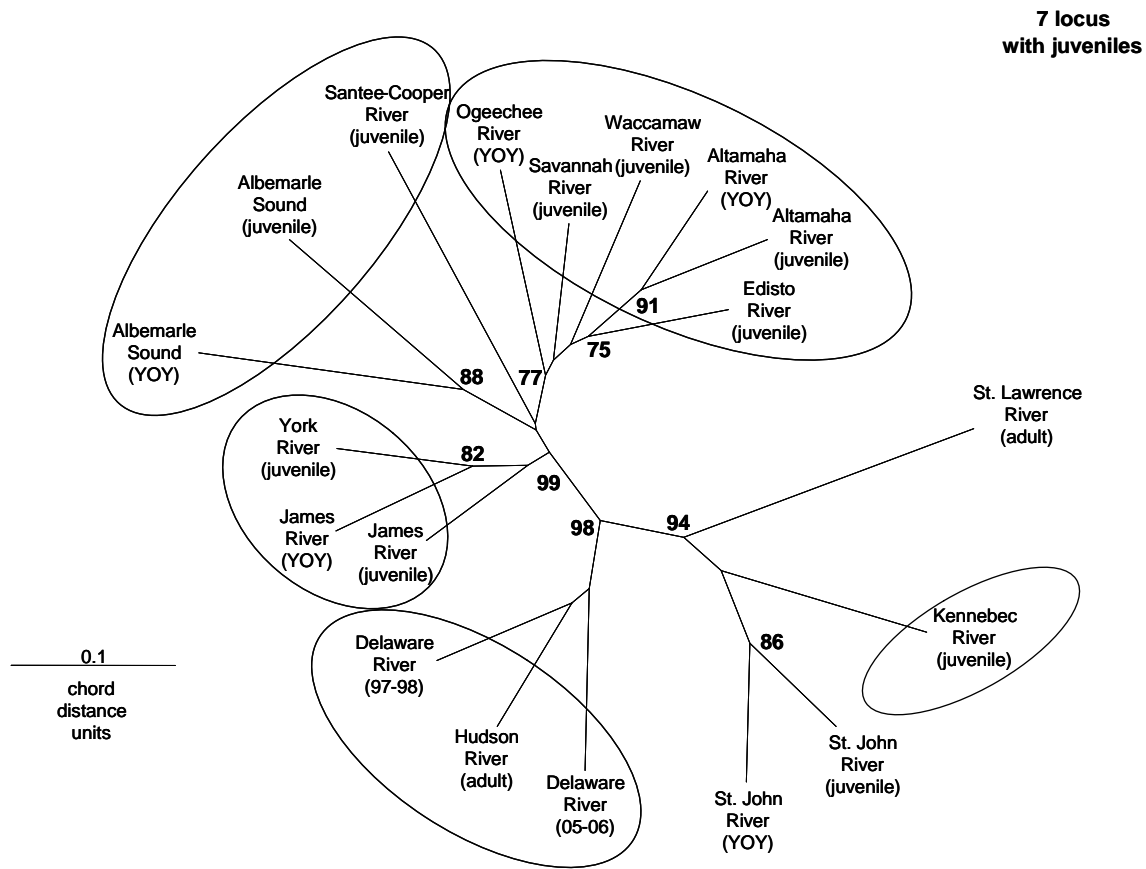 7 locus
with juveniles
Santee-Cooper
River
(juvenile)
Ogeechee
River
(YOY)
Savannah
River
(juvenile)
Waccamaw
River
(juvenile)
Altamaha
River
(YOY)
Altamaha
River
(juvenile)
Edisto
River
(juvenile)
Albemarle
Sound
(juvenile)
Albemarle
Sound
(YOY)
91
75
77
88
St. Lawrence
River
(adult)
York
River
(juvenile)
82
99
James
River
(YOY)
James
River
(juvenile)
98
94
Kennebec
River
(juvenile)
86
Delaware
River
(97-98)
Hudson
River
(adult)
Delaware
River
(05-06)
St. John
River
(juvenile)
St. John
River
(YOY)
0.1
chord
distance
units